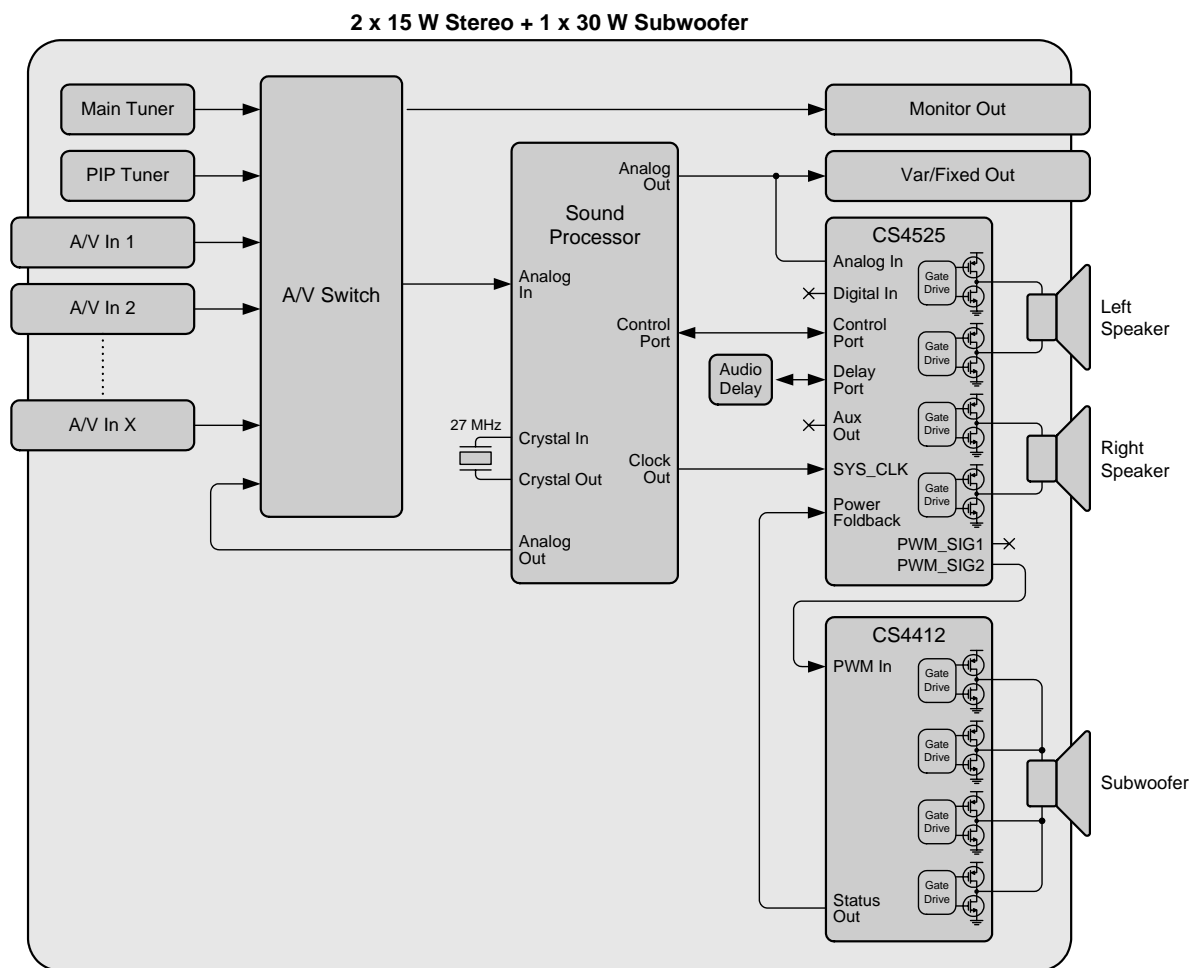 2 x 15 W Stereo + 1 x 30 W Subwoofer
Main Tuner
PIP Tuner
A/V In 1
A/V In 2
A/V In X
A/V Switch
Monitor Out
Var/Fixed Out
Sound
Processor
Analog
Out
Analog
In
Control
Port
27 MHz
Crystal In
Crystal Out
Clock
Out
Analog
Out
Audio
Delay
CS4525
Analog In
Digital In
Control
Port
Delay
Port
Aux
Out
SYS_CLK
Power
Foldback
PWM_SIG1
PWM_SIG2
Gate
Drive
Gate
Drive
Gate
Drive
Gate
Drive
Left
Speaker
Right
Speaker
CS4412
PWM In
Gate
Drive
Gate
Drive
Gate
Drive
Gate
Drive
Status
Out
Subwoofer